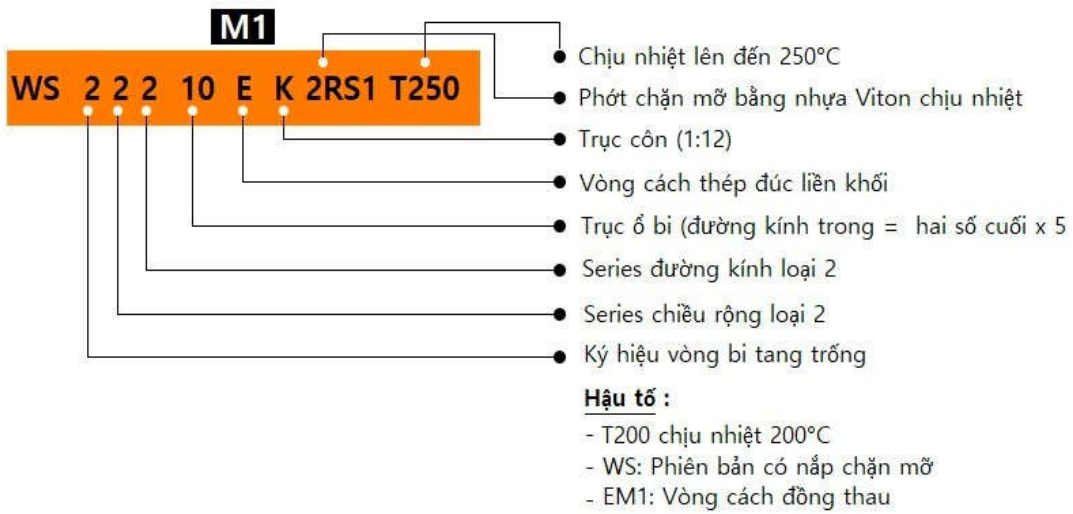 M1
WS 2 2 2 10 E K 2RS1 T250
Chịu nhiệt lên đến 250°C
Phớt chặn mỡ bằng nhựa Viton chịu nhiệt
Trục côn (1:12)
Vòng cách thép đúc liền khối
Trục ổ bi (đường kính trong = hai số cuối x 5
Series đường kính loại 2
Series chiều rộng loại 2
Ký hiệu vòng bi tang trống
Hậu tố :
- T200 chịu nhiệt 200°C
- WS: Phiên bản có nắp chặn mỡ
- EM1: Vòng cách đồng thau